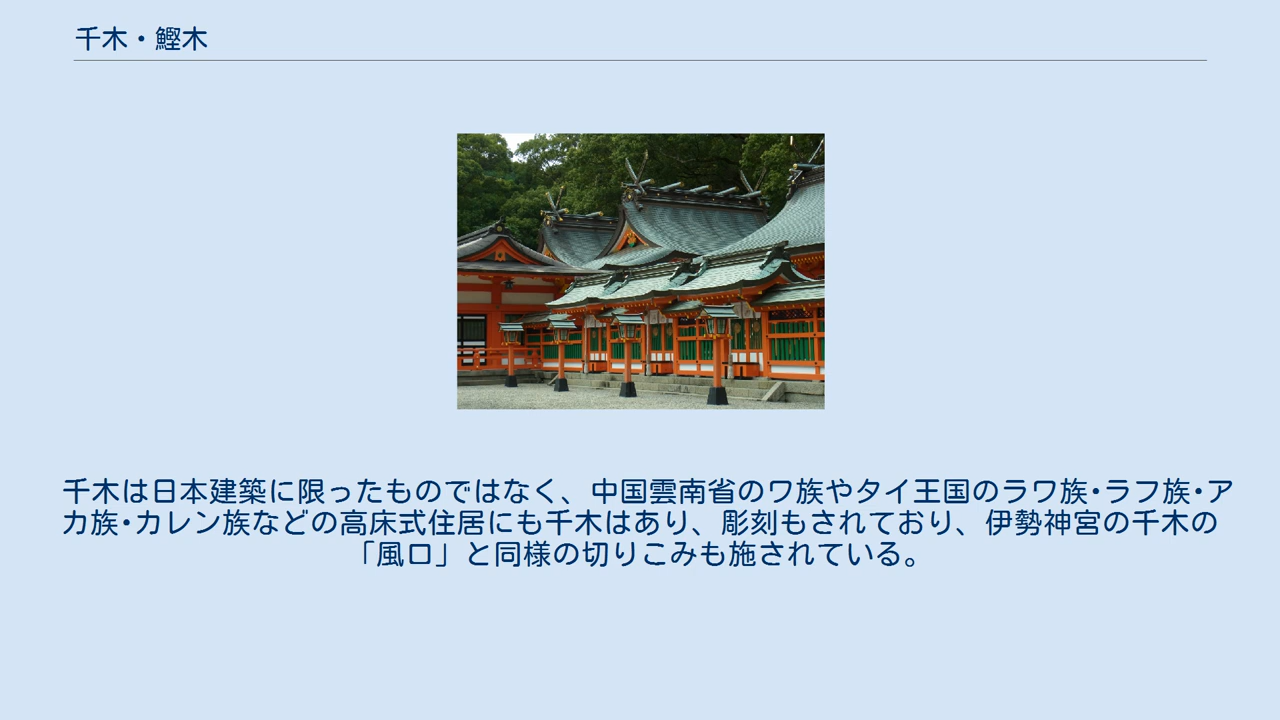 千木・鰹木
千木は日本建築に限ったものではなく、中国雲南省のワ族やタイ王国のラワ族・ラフ族・ア
カ族・カレン族などの高床式住居にも千木はあり、彫刻もされており、伊勢神宮の千木の
「風口」と同様の切りこみも施されている。